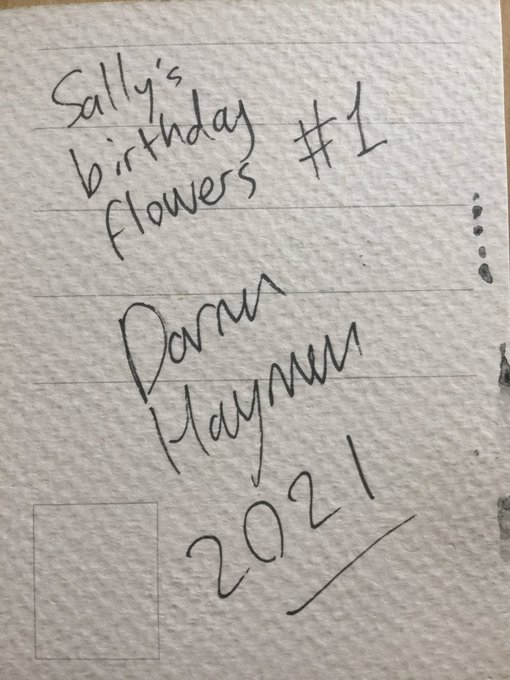 Sally's
birthday
flowers #1
Darren
Hayman
2021